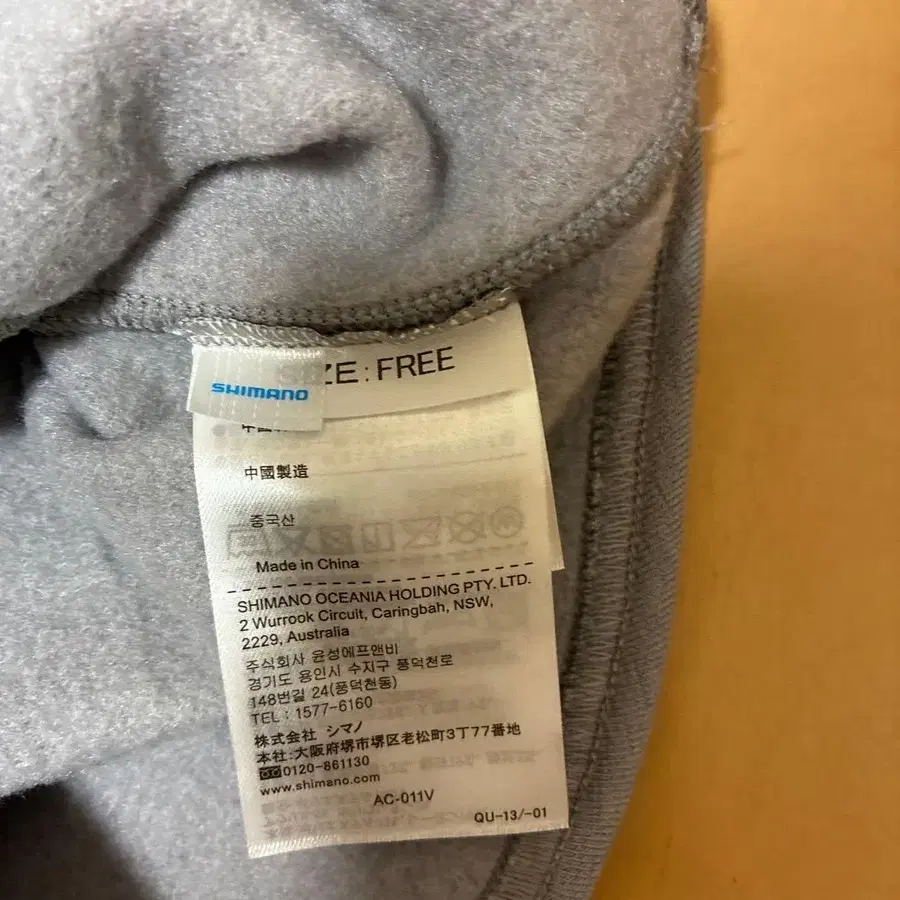 ZE : FREE
SHIMANO
中國製造
중국산
Made in China
SHIMANO OCEANIA HOLDING PTY. LTD.
2 Wurrook Circuit, Caringbah, NSW,
2229, Australia
주식회사 윤성에프앤비
경기도 용인시 수지구 풍덕천로
148번길 24(풍덕천동)
TEL : 1577-6160
株式会社 シマノ
本社:大阪府堺市堺区老松町3丁77番地
0120-861130
www.shimano.com
AC-011V
QU-13/-01